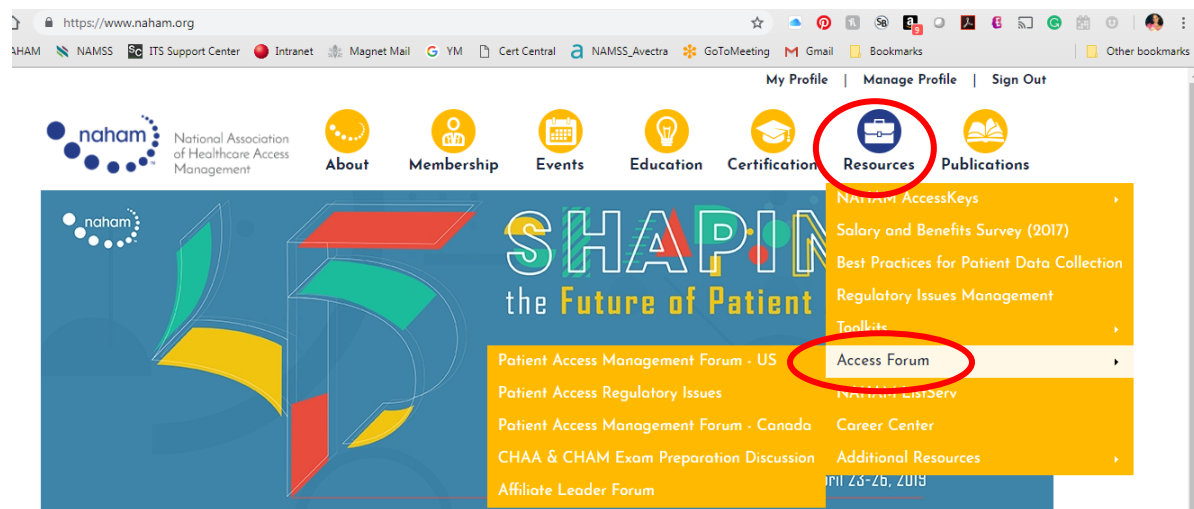 https://www.naham.org
AHAM NAMSS ITS Support Center Intranet Magnet Mail YM Cert Central NAMSS_Avectra GoToMeeting Gmail Bookmarks Other bookmarks
My Profile | Manage Profile | Sign Out
naham
National Association
of Healthcare Access
Management
About Membership Events Education Certification Resources Publications
naham
SHAPIN
the Future of Patient
NAHAM AccessKeys
Salary and Benefits Survey (2017)
Best Practices for Patient Data Collection
Regulatory Issues Management
Toolkits
Access Forum
NAHAM ListServ
Career Center
Additional Resources
Patient Access Management Forum - US
Patient Access Regulatory Issues
Patient Access Management Forum - Canada
CHAA & CHAM Exam Preparation Discussion
Affiliate Leader Forum
April 23-26, 2019